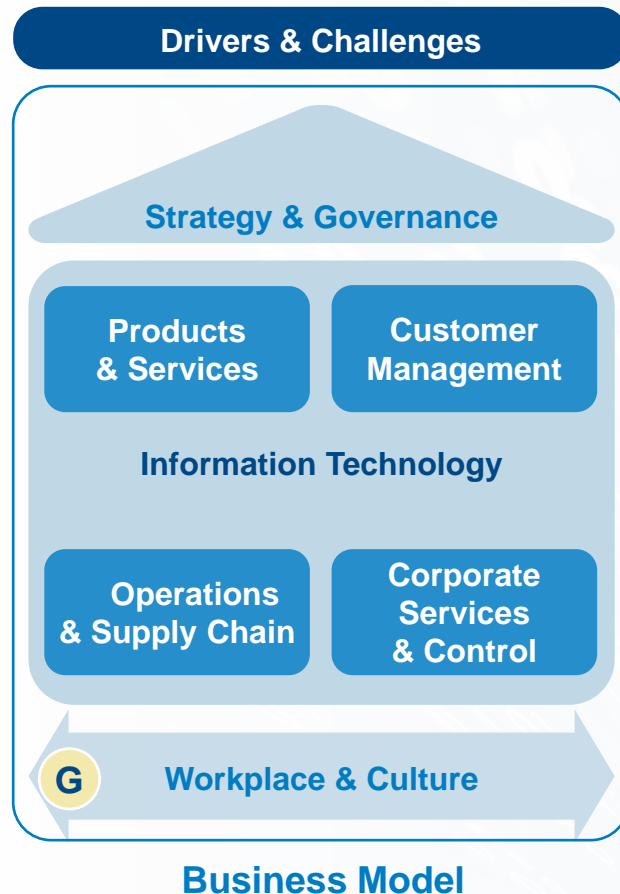 Drivers & Challenges
Strategy & Governance
Products
& Services
Customer
Management
Information Technology
Operations
& Supply Chain
Corporate
Services
& Control
G
Workplace & Culture
Business Model